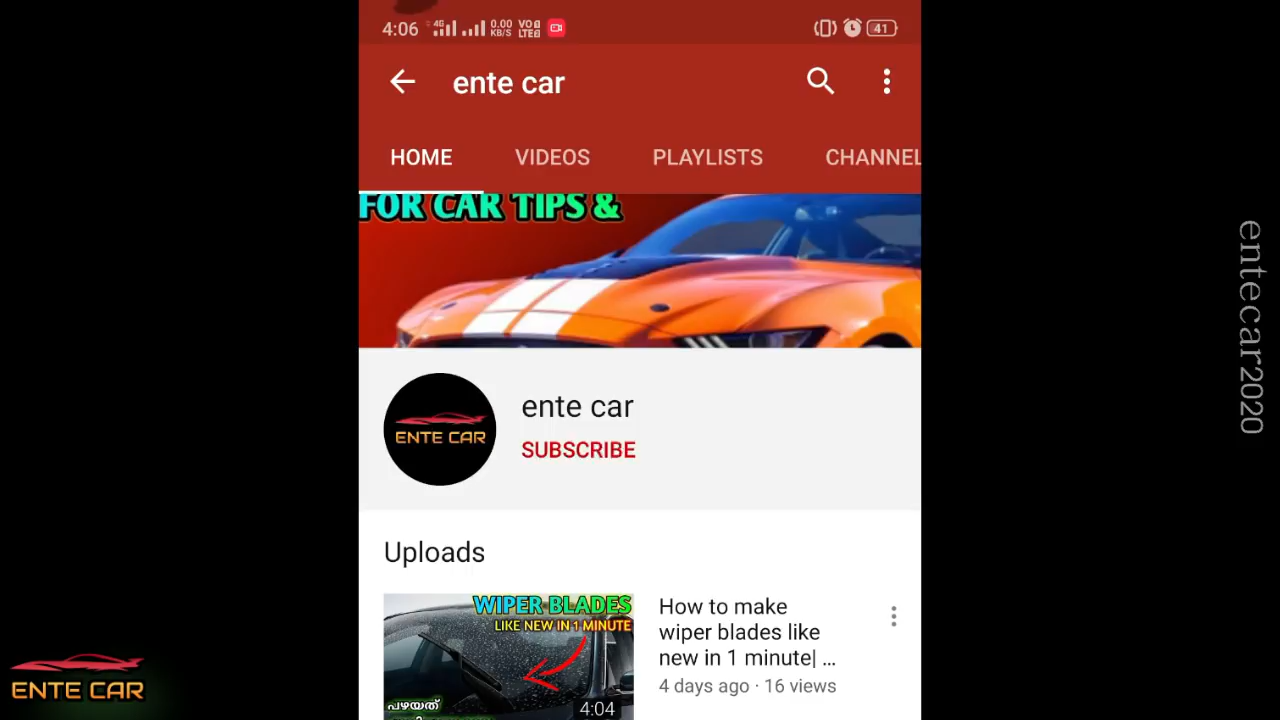 4:06 4G 0.00 KB/S VO LTE 41
ente car
HOME VIDEOS PLAYLISTS CHANNEL
FOR CAR TIPS &
ENTE CAR
ente car
SUBSCRIBE
Uploads
WIPER BLADES
LIKE NEW IN 1 MINUTE
പഴയത്
4:04
How to make
wiper blades like
new in 1 minute| ...
4 days ago · 16 views
ENTE CAR
entecar2020